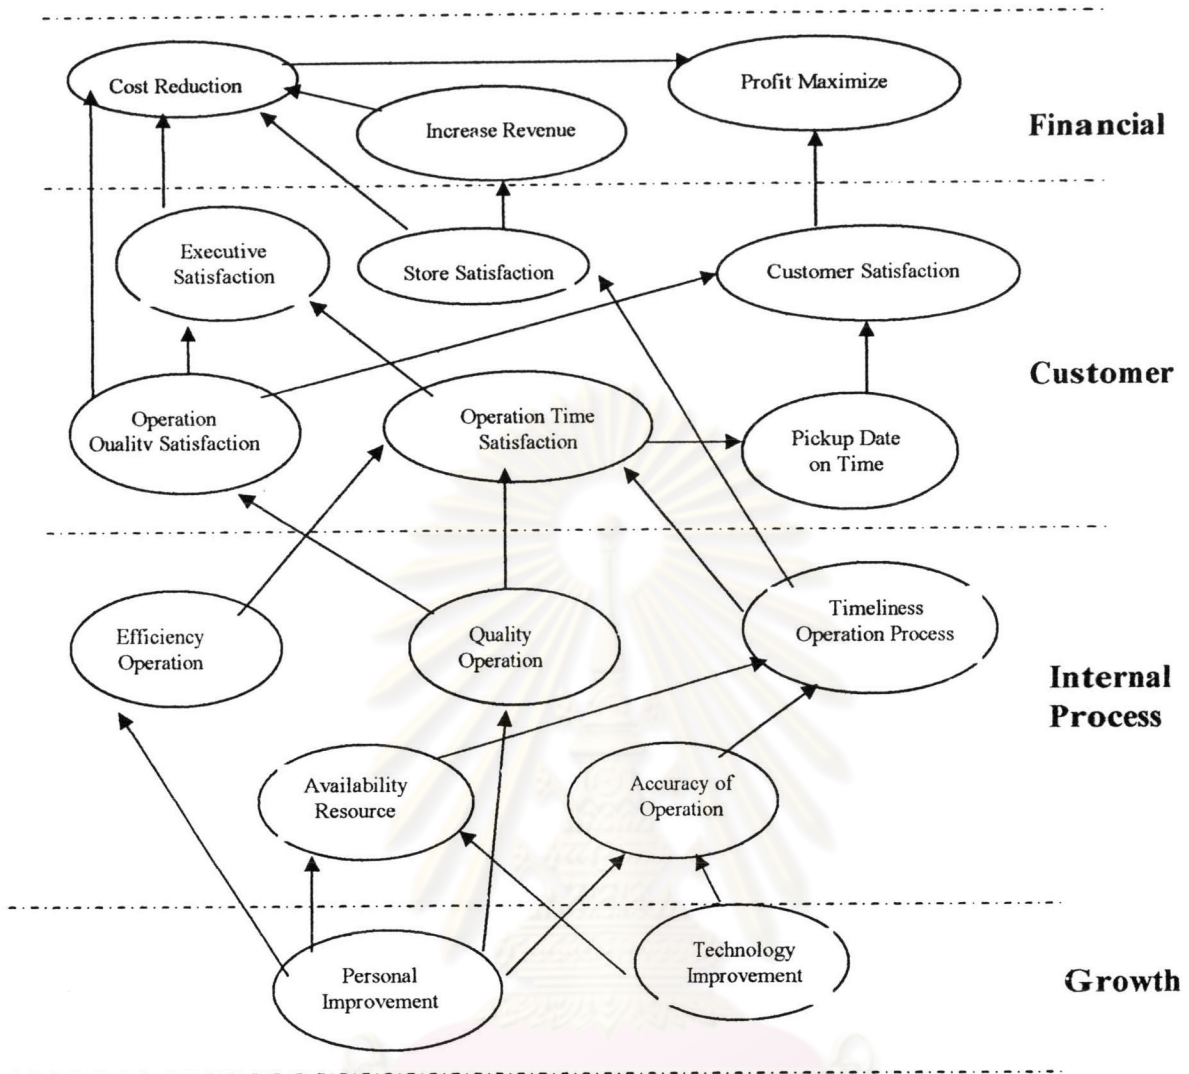 Cost Reduction
Profit Maximize
Increase Revenue
Financial
Executive
Satisfaction
Store Satisfaction
Customer Satisfaction
Customer
Operation
Quality Satisfaction
Operation Time
Satisfaction
Pickup Date
on Time
Efficiency
Operation
Quality
Operation
Timeliness
Operation Process
Internal
Process
Availability
Resource
Accuracy of
Operation
Personal
Improvement
Technology
Improvement
Growth